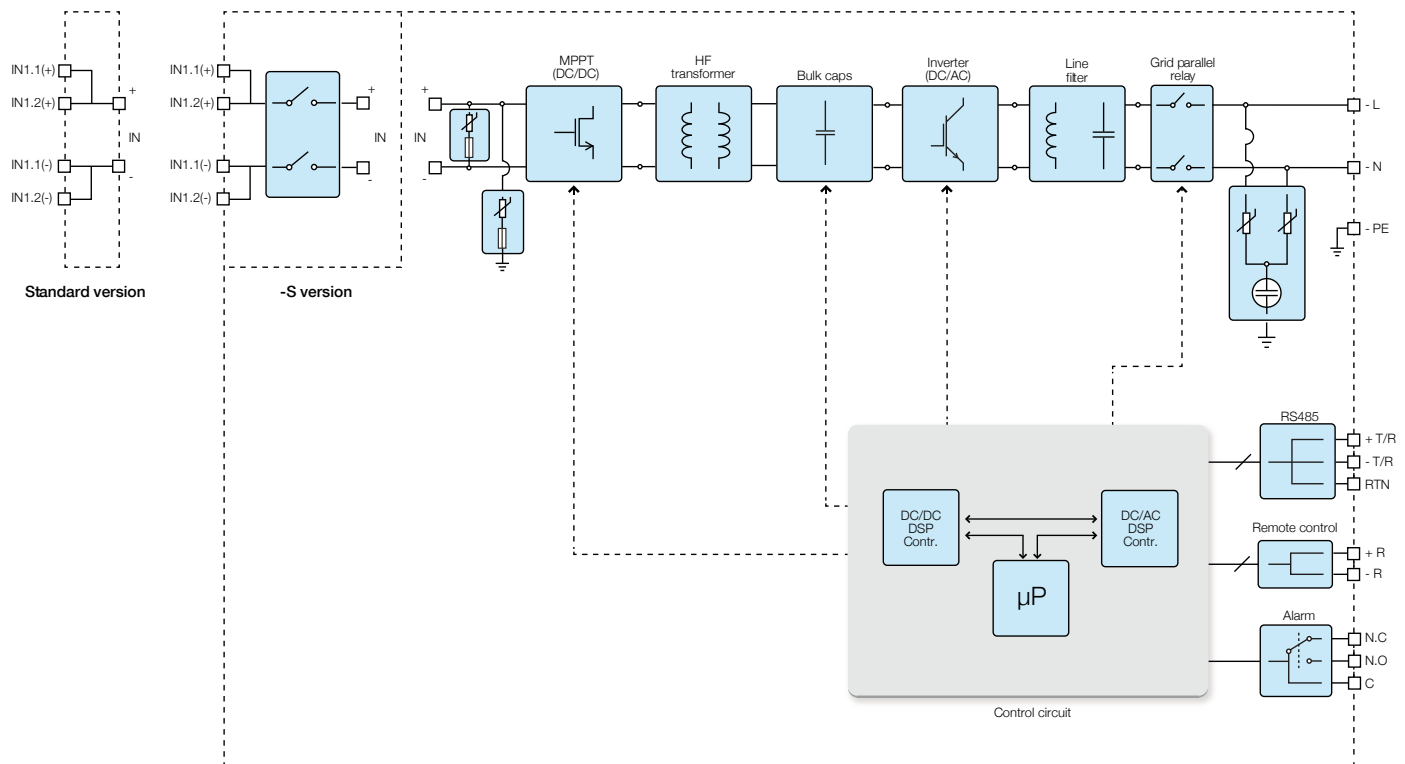 IN1.1(+)
IN1.2(+)
IN1.1(-)
IN1.2(-)
+
IN
-
Standard version
IN1.1(+)
IN1.2(+)
IN1.1(-)
IN1.2(-)
+
IN
-
-S version
+
IN
-
MPPT
(DC/DC)
HF
transformer
Bulk caps
Inverter
(DC/AC)
Line
filter
Grid parallel
relay
- L
- N
- PE
DC/DC
DSP
Contr.
DC/AC
DSP
Contr.
µP
Control circuit
RS485
+ T/R
- T/R
RTN
Remote control
+ R
- R
Alarm
N.C
N.O
C